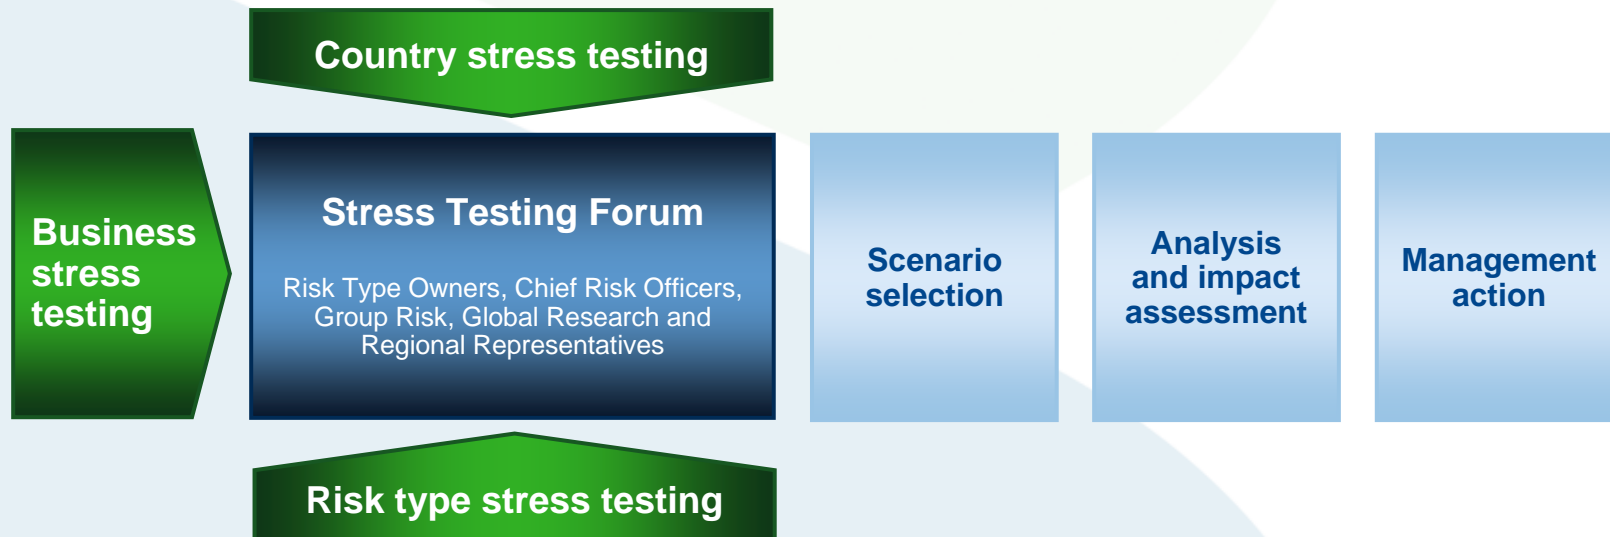 Country stress testing
Business
stress
testing
Stress Testing Forum
Risk Type Owners, Chief Risk Officers,
Group Risk, Global Research and
Regional Representatives
Scenario
selection
Analysis
and impact
assessment
Management
action
Risk type stress testing